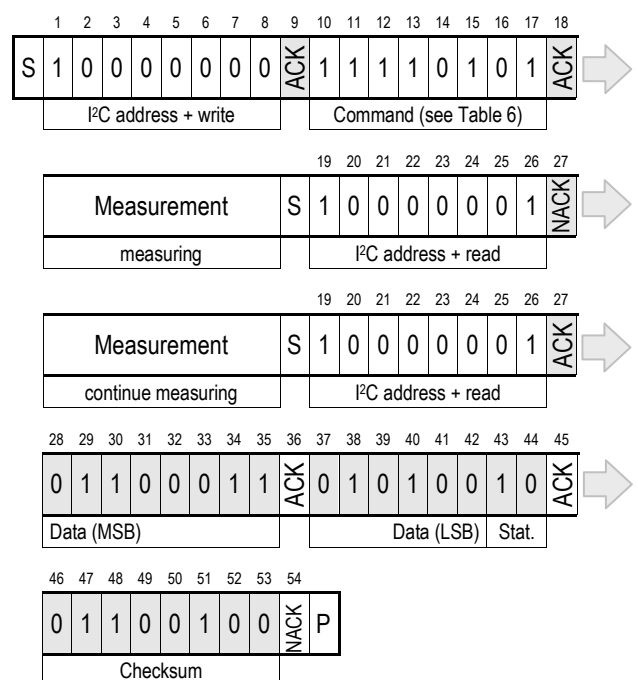 1 2 3 4 5 6 7 8 9 10 11 12 13 14 15 16 17 18
S 1 0 0 0 0 0 0 0 ACK 1 1 1 1 0 1 0 1 ACK
I²C address + write Command (see Table 6)
19 20 21 22 23 24 25 26 27
Measurement S 1 0 0 0 0 0 0 1 NACK
measuring I²C address + read
19 20 21 22 23 24 25 26 27
Measurement S 1 0 0 0 0 0 0 1 ACK
continue measuring I²C address + read
28 29 30 31 32 33 34 35 36 37 38 39 40 41 42 43 44 45
0 1 1 0 0 0 1 1 ACK 0 1 0 1 0 0 1 0 ACK
Data (MSB) Data (LSB) Stat.
46 47 48 49 50 51 52 53 54
0 1 1 0 0 1 0 0 NACK P
Checksum